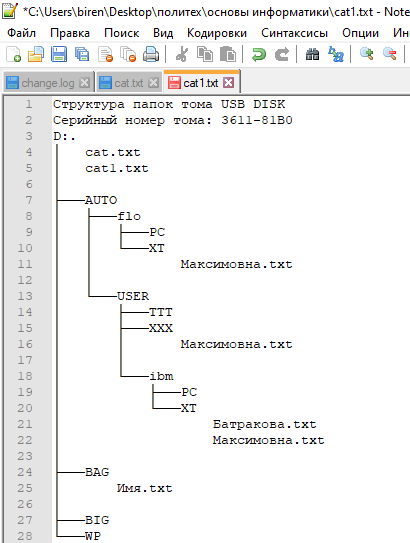 *C:\Users\biren\Desktop\политех\основы информатики\cat1.txt - Note
Файл Правка Поиск Вид Кодировки Синтаксисы Опции Ин
change.log cat.txt cat1.txt
1 Структура папок тома USB DISK
2 Серийный номер тома: 3611-81B0
3 D:.
4 cat.txt
5 cat1.txt
6
7 AUTO
8 flo
9 PC
10 XT
11 Максимовна.txt
12
13 USER
14 TTT
15 XXX
16 Максимовна.txt
17
18 ibm
19 PC
20 XT
21 Батракова.txt
22 Максимовна.txt
23
24 BAG
25 Имя.txt
26
27 BIG
28 WP